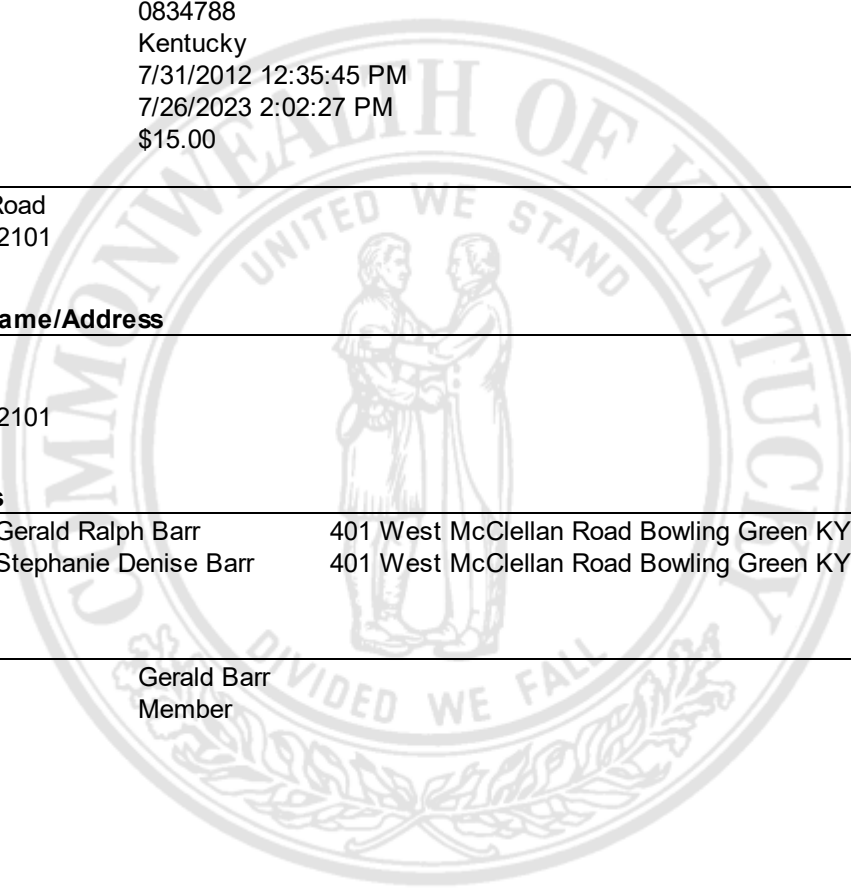 0834788
Kentucky
7/31/2012 12:35:45 PM
7/26/2023 2:02:27 PM
$15.00
Road
2101
ame/Address
2101
s
Gerald Ralph Barr 401 West McClellan Road Bowling Green KY
Stephanie Denise Barr 401 West McClellan Road Bowling Green KY
Gerald Barr
Member
COMMONWEALTH OF KENTUCKY
UNITED WE STAND
DIVIDED WE FALL